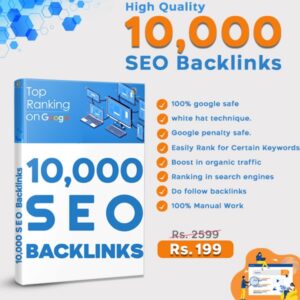 High Quality
10,000
SEO Backlinks
Top
Ranking
on Google
10,000
SEO
BACKLINKS
10,000 SEO Backlinks
100% google safe
white hat technique.
Google penalty safe.
Easily Rank for Certain Keywords
Boost in organic traffic
Ranking in search engines
Do follow backlinks
100% Manual Work
Rs. 2599
Rs. 199